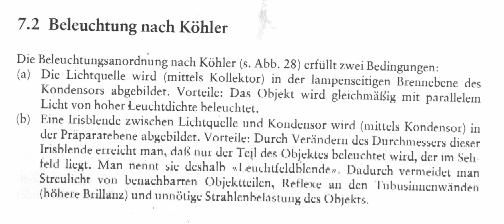 7.2 Beleuchtung nach Köhler
Die Beleuchtungsanordnung nach Köhler (s. Abb. 28) erfüllt zwei Bedingungen:
(a) Die Lichtquelle wird (mittels Kollektor) in der lampenseitigen Brennebene des
Kondensors abgebildet. Vorteile: Das Objekt wird gleichmäßig mit parallelem
Licht von hoher Leuchtdichte beleuchtet.
(b) Eine Irisblende zwischen Lichtquelle und Kondensor wird (mittels Kondensor) in
der Präparatebene abgebildet. Vorteile: Durch Verändern des Durchmessers dieser
Irisblende erreicht man, daß nur der Teil des Objektes beleuchtet wird, der im Seh-
feld liegt. Man nennt sie deshalb «Leuchtfeldblende». Dadurch vermeidet man
Streulicht von benachbarten Objektteilen, Reflexe an den Tubusinnenwänden
(höhere Brillanz) und unnötige Strahlenbelastung des Objekts.